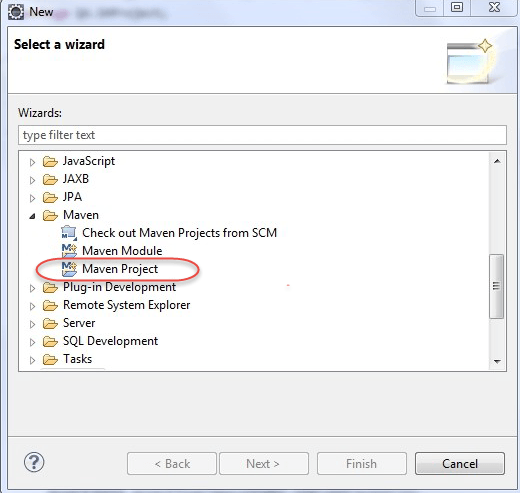 New
Select a wizard
Wizards:
type filter text
JavaScript
JAXB
JPA
Maven
Check out Maven Projects from SCM
Maven Module
Maven Project
Plug-in Development
Remote System Explorer
Server
SQL Development
Tasks
< Back
Next >
Finish
Cancel